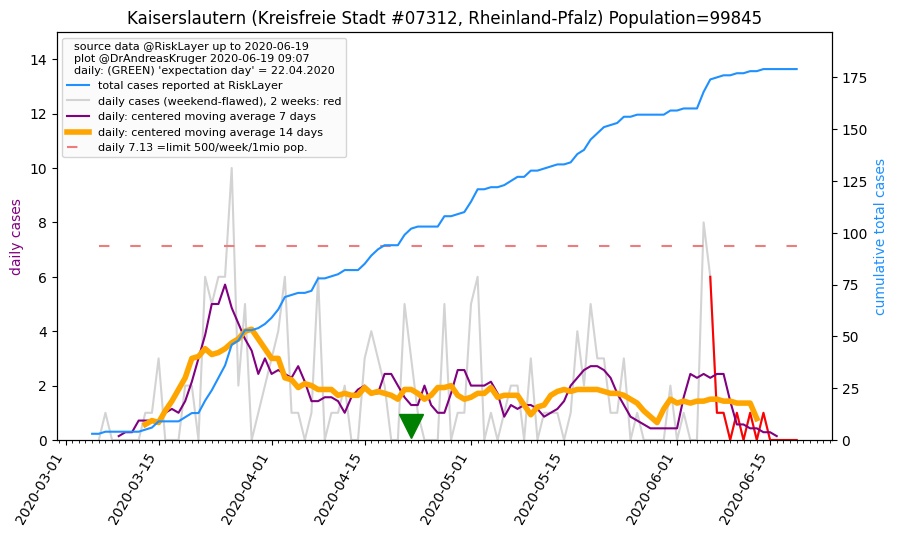 Kaiserslautern (Kreisfreie Stadt #07312, Rheinland-Pfalz) Population=99845
source data @RiskLayer up to 2020-06-19
plot @DrAndreasKruger 2020-06-19 09:07
daily: (GREEN) 'expectation day' = 22.04.2020
total cases reported at RiskLayer
daily cases (weekend-flawed), 2 weeks: red
daily: centered moving average 7 days
daily: centered moving average 14 days
daily 7.13 =limit 500/week/1mio pop.
daily cases
14
12
10
8
6
4
2
0
cumulative total cases
175
150
125
100
75
50
25
0
2020-03-01
2020-03-15
2020-04-01
2020-04-15
2020-05-01
2020-05-15
2020-06-01
2020-06-15